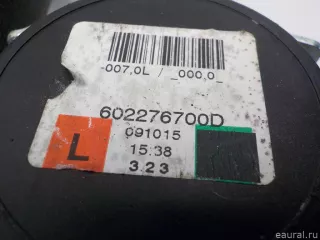 -007,0L / _000,0_
602276700D
091015
15:38
3.23
L
© eaural.ru